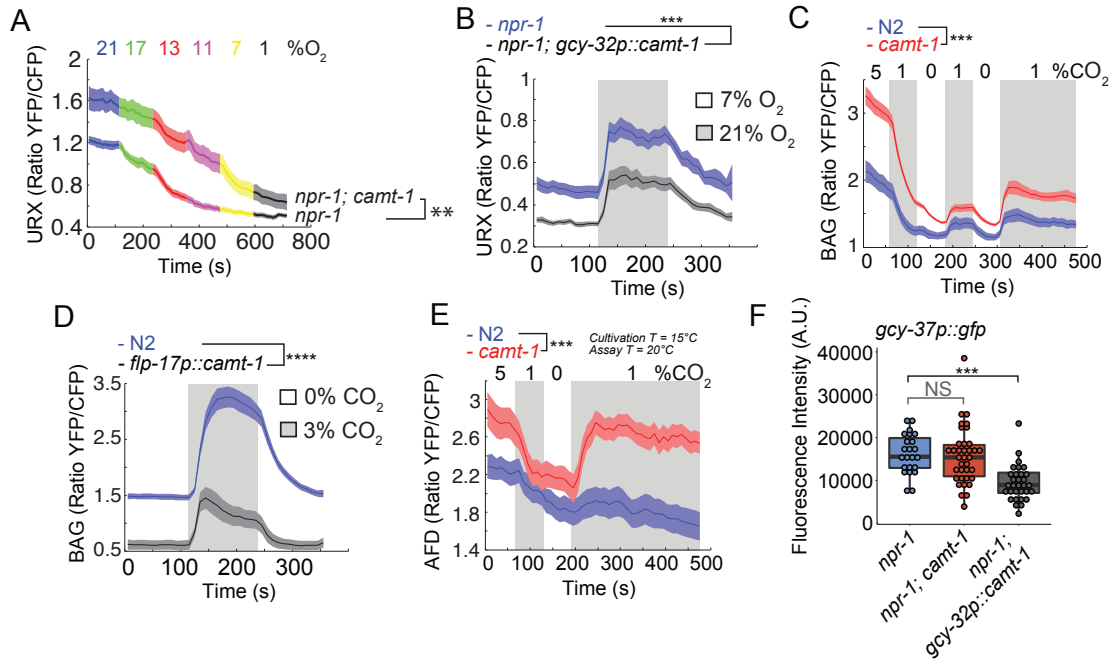 A
21 17 13 11 7 1 %O2
URX (Ratio YFP/CFP)
2
1.6
1.2
0.8
0.4
npr-1; camt-1
npr-1
**
0 200 400 600 800
Time (s)
B
- npr-1
- npr-1; gcy-32p::camt-1
***
URX (Ratio YFP/CFP)
1
0.8
0.6
0.4
0.2
7% O2
21% O2
0 100 200 300 400
Time (s)
C
- N2
- camt-1
***
5 1 0 1 0 1 %CO2
BAG (Ratio YFP/CFP)
3
2
1
0 100 200 300 400 500
Time (s)
D
- N2
- flp-17p::camt-1
****
BAG (Ratio YFP/CFP)
3.5
2.5
1.5
0.5
0% CO2
3% CO2
0 100 200 300 400
Time (s)
E
- N2
- camt-1
***
Cultivation T = 15°C
Assay T = 20°C
5 1 0 1 %CO2
AFD (Ratio YFP/CFP)
3
2.6
2.2
1.8
1.4
0 100 200 300 400 500
Time (s)
F
gcy-37p::gfp
Fluorescence Intensity (A.U.)
40000
30000
20000
10000
0
***
NS
npr-1
npr-1; camt-1
npr-1;
gcy-32p::camt-1